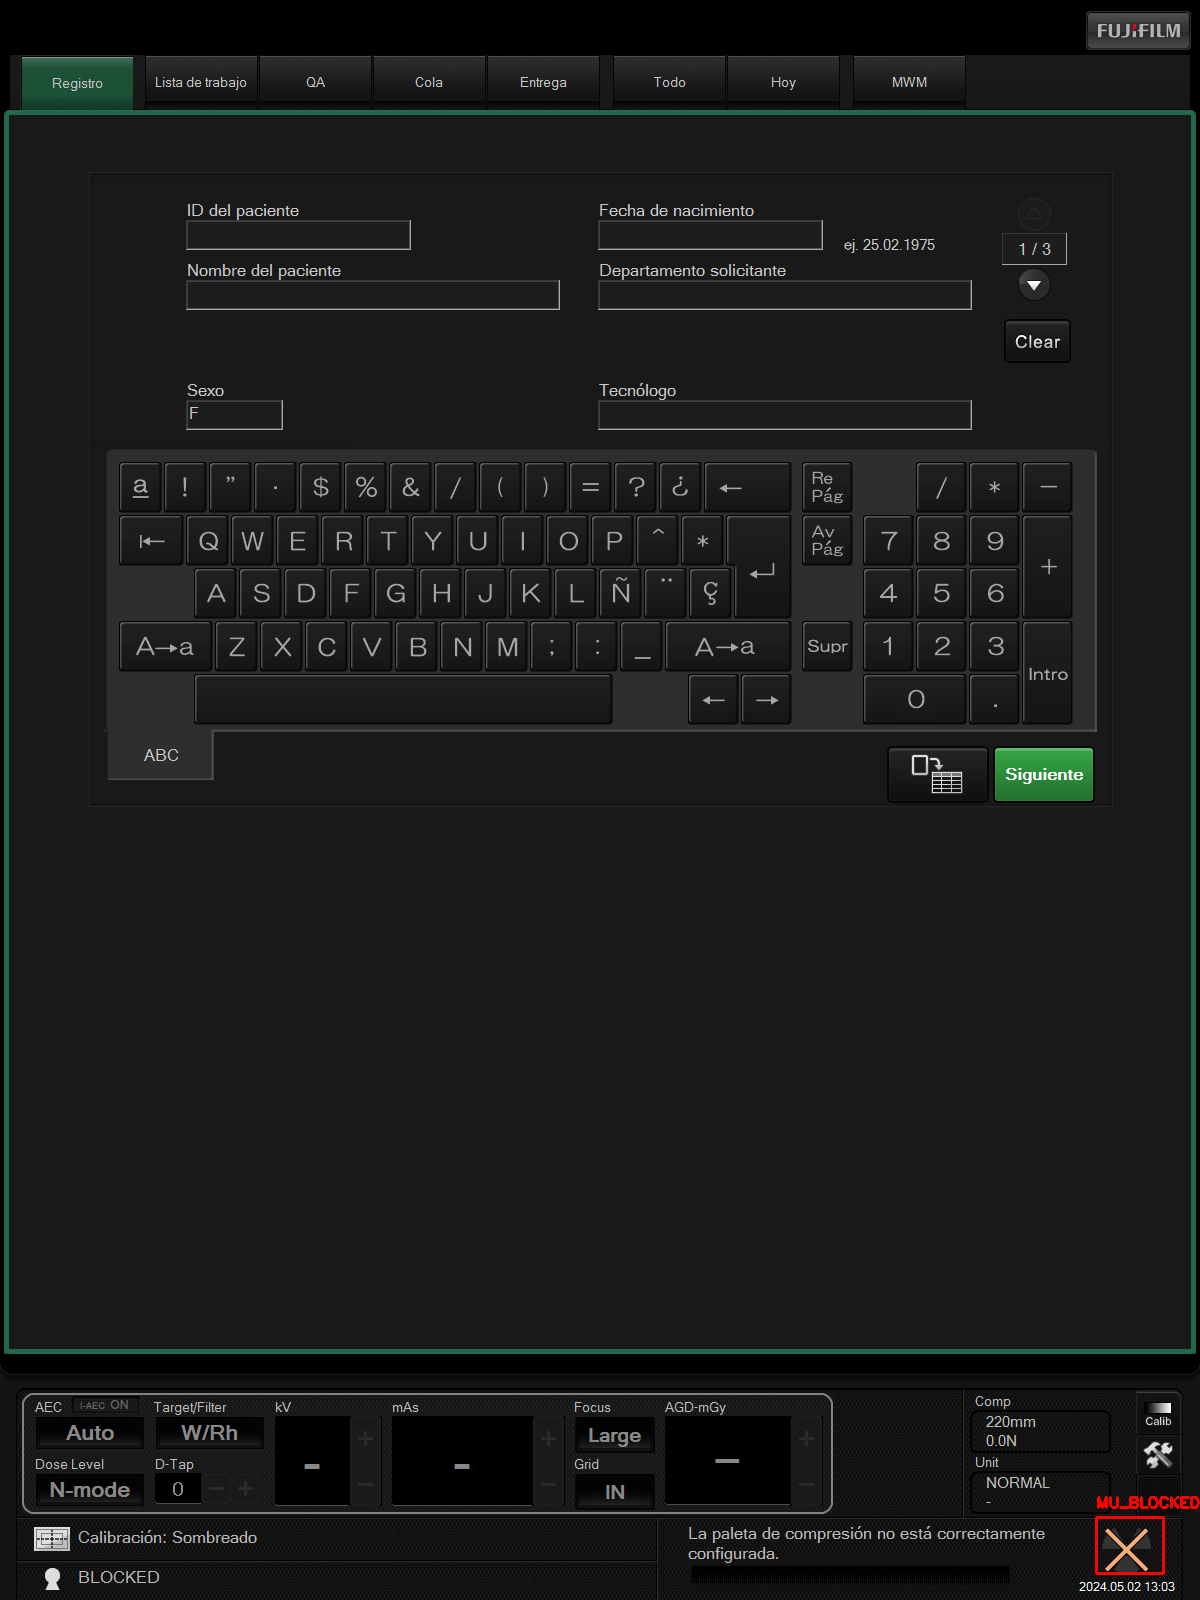 FUJIFILM
Registro
Lista de trabajo
QA
Cola
Entrega
Todo
Hoy
MWM
ID del paciente
Fecha de nacimiento
ej. 25.02.1975
1 / 3
Nombre del paciente
Departamento solicitante
Clear
Sexo
F
Tecnólogo
a ! ” · $ % & / ( ) = ? ¿ ←
Re Pág
/ * −
⇤ Q W E R T Y U I O P ^ * ↵
Av Pág
7 8 9 +
A S D F G H J K L Ñ ¨ Ç
4 5 6
A→a Z X C V B N M ; : _ A→a
Supr
1 2 3 Intro
← →
0 .
ABC
Siguiente
AEC
I-AEC ON
Target/Filter
kV
mAs
Focus
AGD-mGy
Comp
Auto
W/Rh
+
+
Large
+
220mm
0.0N
Calib
Dose Level
D-Tap
–
–
Grid
–
Unit
N-mode
0 − +
−
−
IN
−
NORMAL
-
MU_BLOCKED
Calibración: Sombreado
La paleta de compresión no está correctamente
configurada.
BLOCKED
2024.05.02 13:03